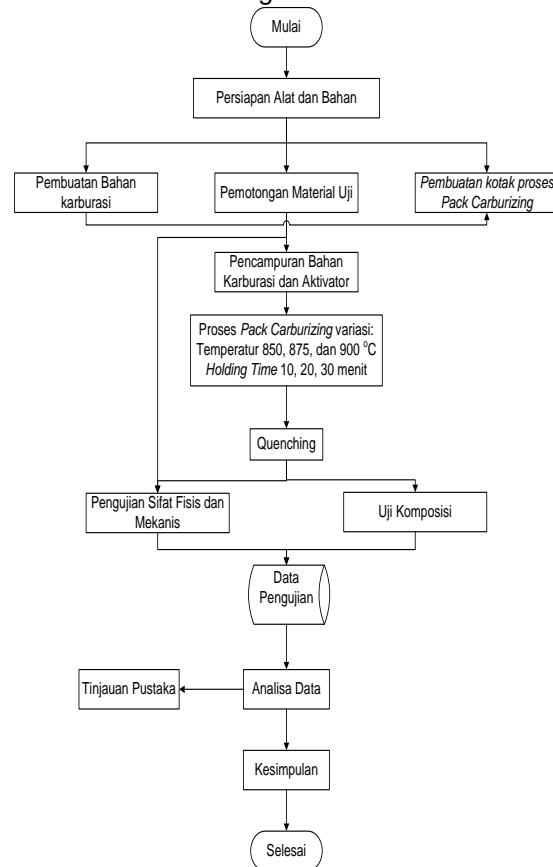 Mulai
Persiapan Alat dan Bahan
Pembuatan Bahan
karburasi
Pemotongan Material Uji
Pembuatan kotak proses
Pack Carburizing
Pencampuran Bahan
Karburasi dan Aktivator
Proses Pack Carburizing variasi:
Temperatur 850, 875, dan 900 ⁰C
Holding Time 10, 20, 30 menit
Quenching
Pengujian Sifat Fisis dan
Mekanis
Uji Komposisi
Data
Pengujian
Tinjauan Pustaka
Analisa Data
Kesimpulan
Selesai